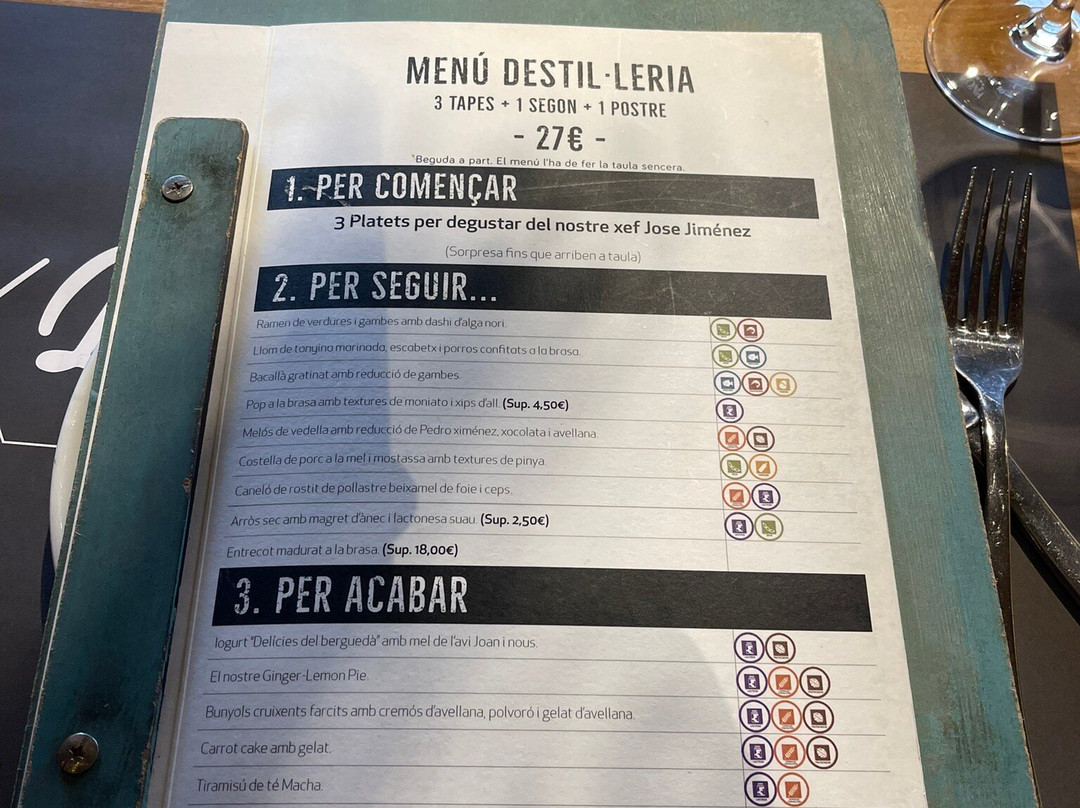 MENÚ DESTIL·LERIA
3 TAPES + 1 SEGON + 1 POSTRE
- 27€ -
*Beguda a part. El menú l'ha de fer la taula sencera.
1. PER COMENÇAR
3 Platets per degustar del nostre xef Jose Jiménez
(Sorpresa fins que arriben a taula)
2. PER SEGUIR...
Ramen de verdures i gambes amb dashi d'alga nori.
Llom de tonyina marinada, escabetx i porros confitats a la brasa.
Bacallà gratinat amb reducció de gambes.
Pop a la brasa amb textures de moniato i xips d'all. (Sup. 4,50€)
Melós de vedella amb reducció de Pedro ximénez, xocolata i avellana.
Costella de porc a la mel i mostassa amb textures de pinya.
Caneló de rostit de pollastre beixamel de foie i ceps.
Arròs sec amb magret d'ànec i lactonesa suau. (Sup. 2,50€)
Entrecot madurat a la brasa. (Sup. 18,00€)
3. PER ACABAR
Iogurt "Delícies del berguedà" amb mel de l'avi Joan i nous.
El nostre Ginger-Lemon Pie.
Bunyols cruixents farcits amb cremós d'avellana, polvoró i gelat d'avellana.
Carrot cake amb gelat.
Tiramisú de té Macha.